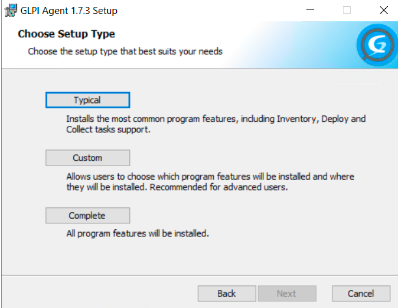 GLPI Agent 1.7.3 Setup
Choose Setup Type
Choose the setup type that best suits your needs
Typical
Installs the most common program features, including Inventory, Deploy and
Collect tasks support.
Custom
Allows users to choose which program features will be installed and where
they will be installed. Recommended for advanced users.
Complete
All program features will be installed.
Back Next Cancel